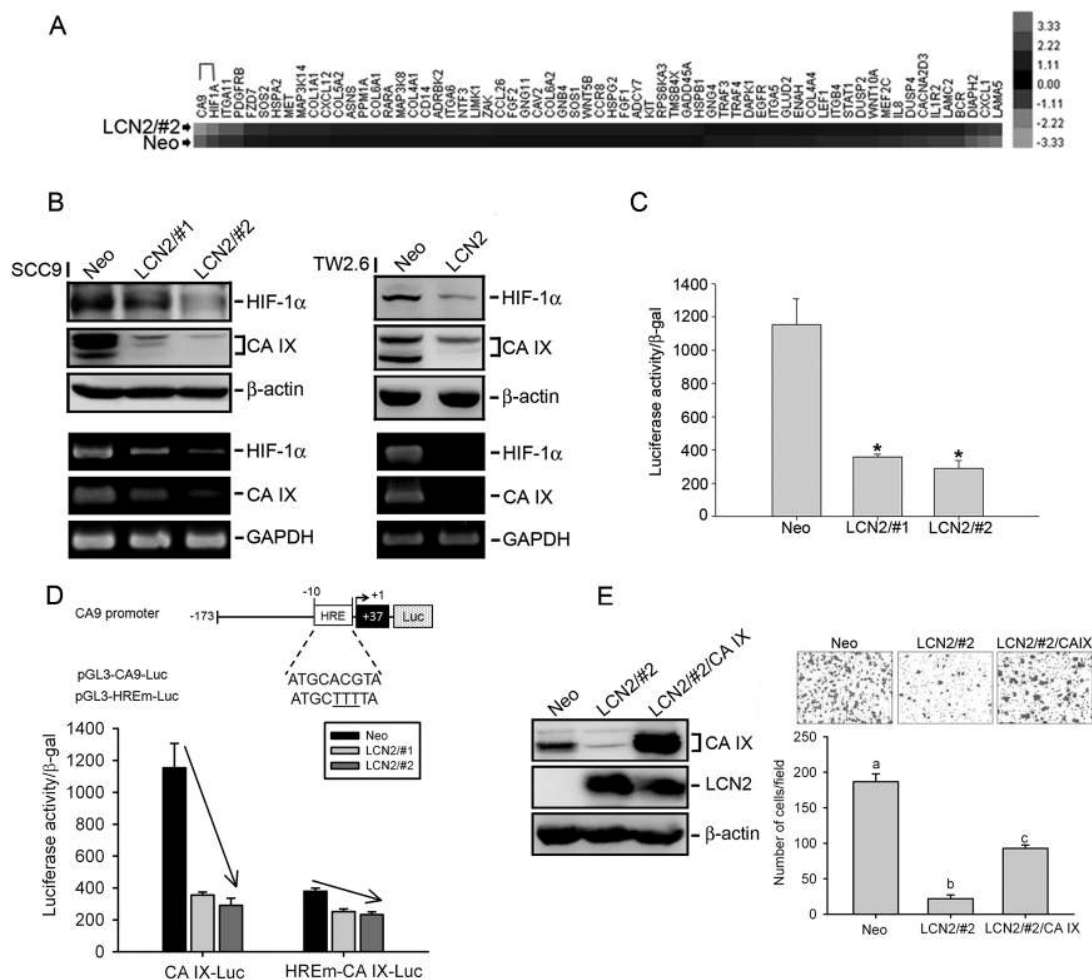 A
CA9
HIF1A
ITGA11
PDGFRB
FZD7
SOS2
HSPA2
MET
MAP3K14
COL1A1
CXCL12
COL5A2
ASNS
PPM1A
COL6A1
RARA
MAP3K8
COL4A1
CD14
ADRBK2
ITGA6
NTF3
LIMK1
ZAK
CCL26
FGF2
GNG11
CAV2
COL6A2
GNB4
SOS1
WNT5B
CCR8
HSPG2
FGF1
ADCY7
KIT
RPS6KA3
TMSB4X
GADD45A
HSPB1
GNG4
TRAF3
TRAF4
DAPK1
EGFR
ITGA5
GLUD2
ENAH
COL4A4
LEF1
ITGB4
STAT1
DUSP2
WNT10A
MEF2C
IL8
DUSP4
CACNA2D3
IL1R2
LAMC2
BCR
DIAPH2
CXCL1
LAMA5
LCN2/#2
Neo
3.33
2.22
1.11
0.00
-1.11
-2.22
-3.33
B
SCC9
Neo
LCN2/#1
LCN2/#2
HIF-1α
CA IX
β-actin
HIF-1α
CA IX
GAPDH
TW2.6
Neo
LCN2
HIF-1α
CA IX
β-actin
HIF-1α
CA IX
GAPDH
C
Luciferase activity/β-gal
1400
1200
1000
800
600
400
200
0
* *
Neo LCN2/#1 LCN2/#2
D
CA9 promoter
-173
-10
+1
HRE
+37
Luc
pGL3-CA9-Luc ATGCACGTA
pGL3-HREm-Luc ATGCTTTTA
Luciferase activity/β-gal
1400
1200
1000
800
600
400
200
0
Neo
LCN2/#1
LCN2/#2
CA IX-Luc HREm-CA IX-Luc
E
Neo
LCN2/#2
LCN2/#2/CA IX
CA IX
LCN2
β-actin
Neo LCN2/#2 LCN2/#2/CAIX
Number of cells/field
250
200
150
100
50
0
a
b
c
Neo LCN2/#2 LCN2/#2/CA IX